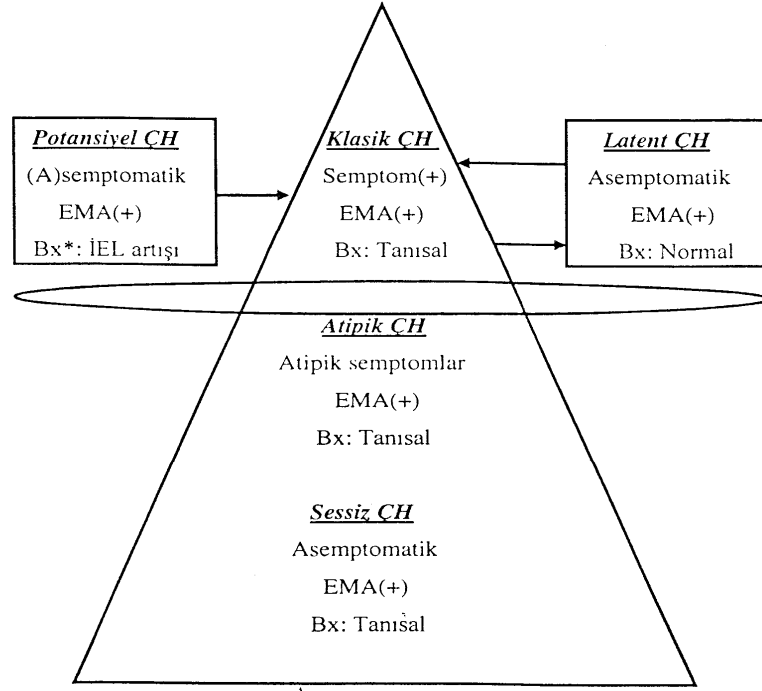 Potansiyel ÇH
(A)semptomatik
EMA(+)
Bx*: İEL artışı
Klasik ÇH
Semptom(+)
EMA(+)
Bx: Tanısal
Latent ÇH
Asemptomatik
EMA(+)
Bx: Normal
Atipik ÇH
Atipik semptomlar
EMA(+)
Bx: Tanısal
Sessiz ÇH
Asemptomatik
EMA(+)
Bx: Tanısal